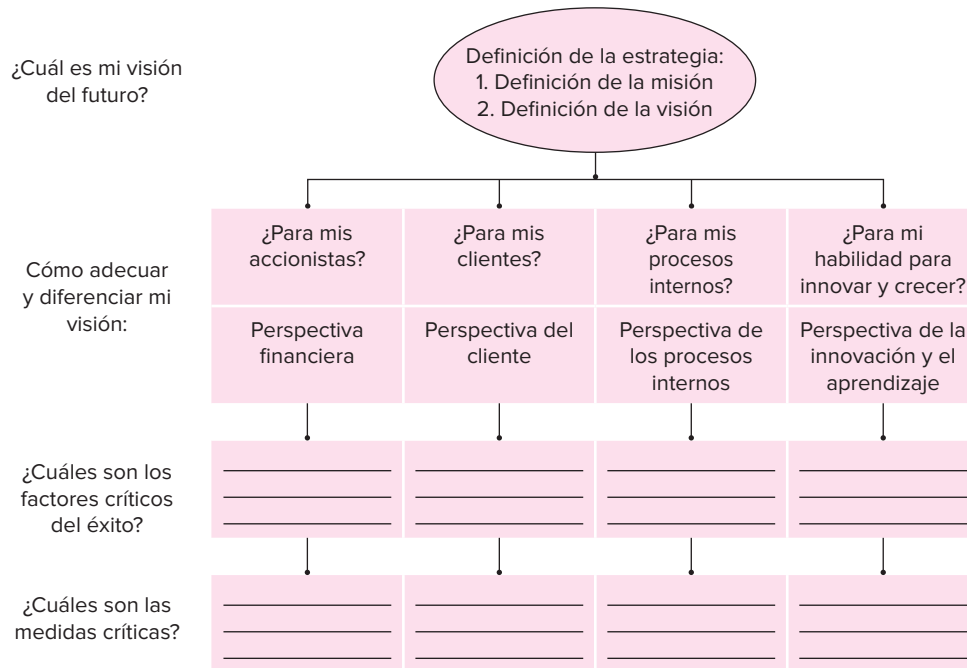 ¿Cuál es mi visión
del futuro?
Definición de la estrategia:
1. Definición de la misión
2. Definición de la visión
Cómo adecuar
y diferenciar mi
visión:
¿Para mis
accionistas?
¿Para mis
clientes?
¿Para mis
procesos
internos?
¿Para mi
habilidad para
innovar y crecer?
Perspectiva
financiera
Perspectiva del
cliente
Perspectiva de
los procesos
internos
Perspectiva de la
innovación y el
aprendizaje
¿Cuáles son los
factores críticos
del éxito?
¿Cuáles son las
medidas críticas?